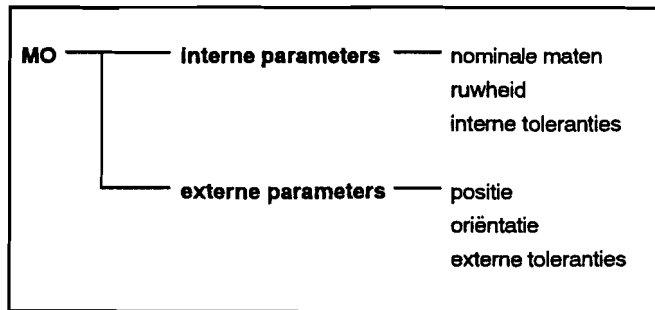 MO interne parameters nominale maten
ruwheid
interne toleranties
externe parameters positie
oriëntatie
externe toleranties